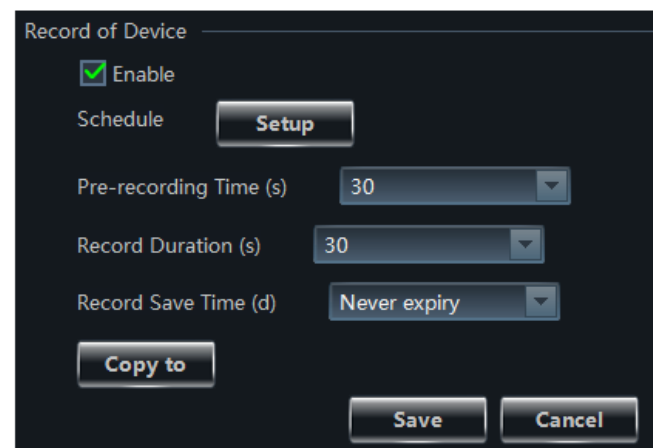 Record of Device
Enable
Schedule Setup
Pre-recording Time (s) 30
Record Duration (s) 30
Record Save Time (d) Never expiry
Copy to
Save Cancel